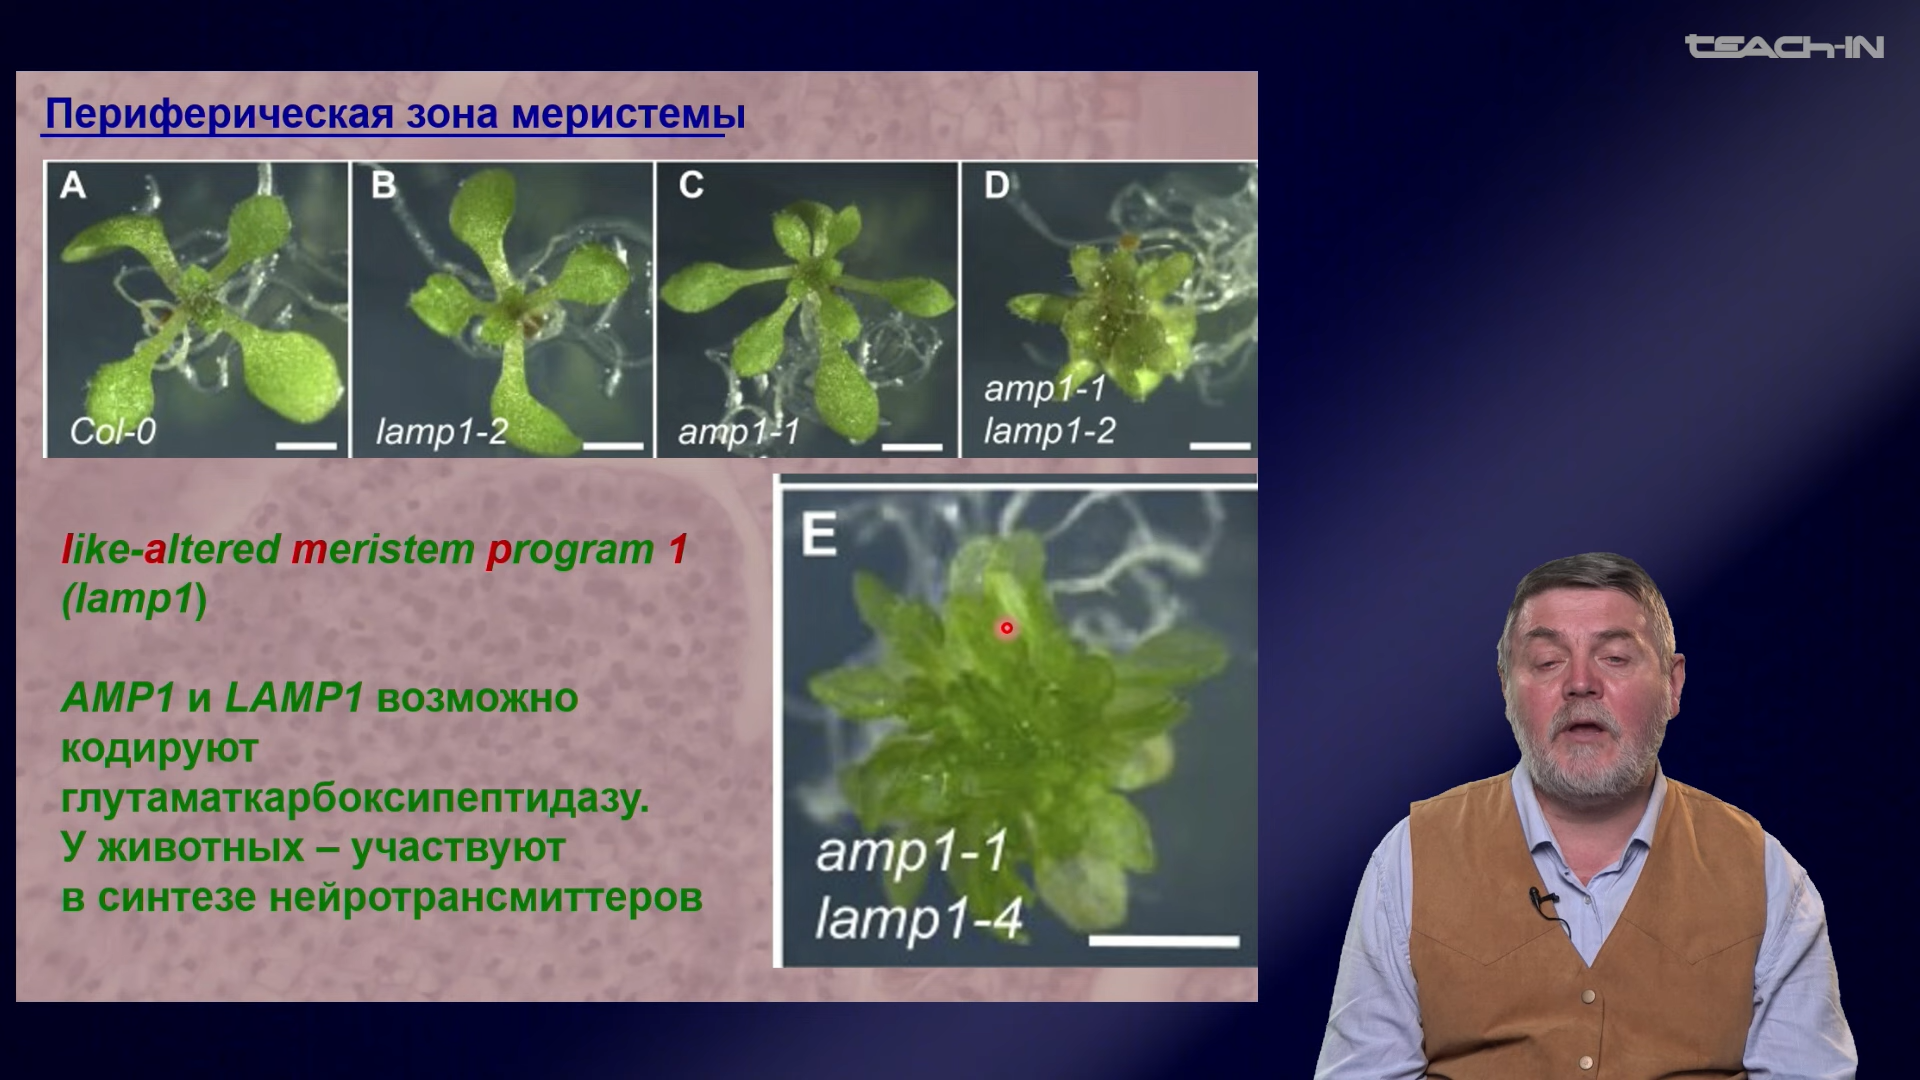 TEACH-IN
Периферическая зона меристемы
A
B
C
D
Col-0
lamp1-2
amp1-1
amp1-1
lamp1-2
like-altered meristem program 1
(lamp1)
AMP1 и LAMP1 возможно
кодируют
глутаматкарбоксипептидазу.
У животных – участвуют
в синтезе нейротрансмиттеров
E
amp1-1
lamp1-4